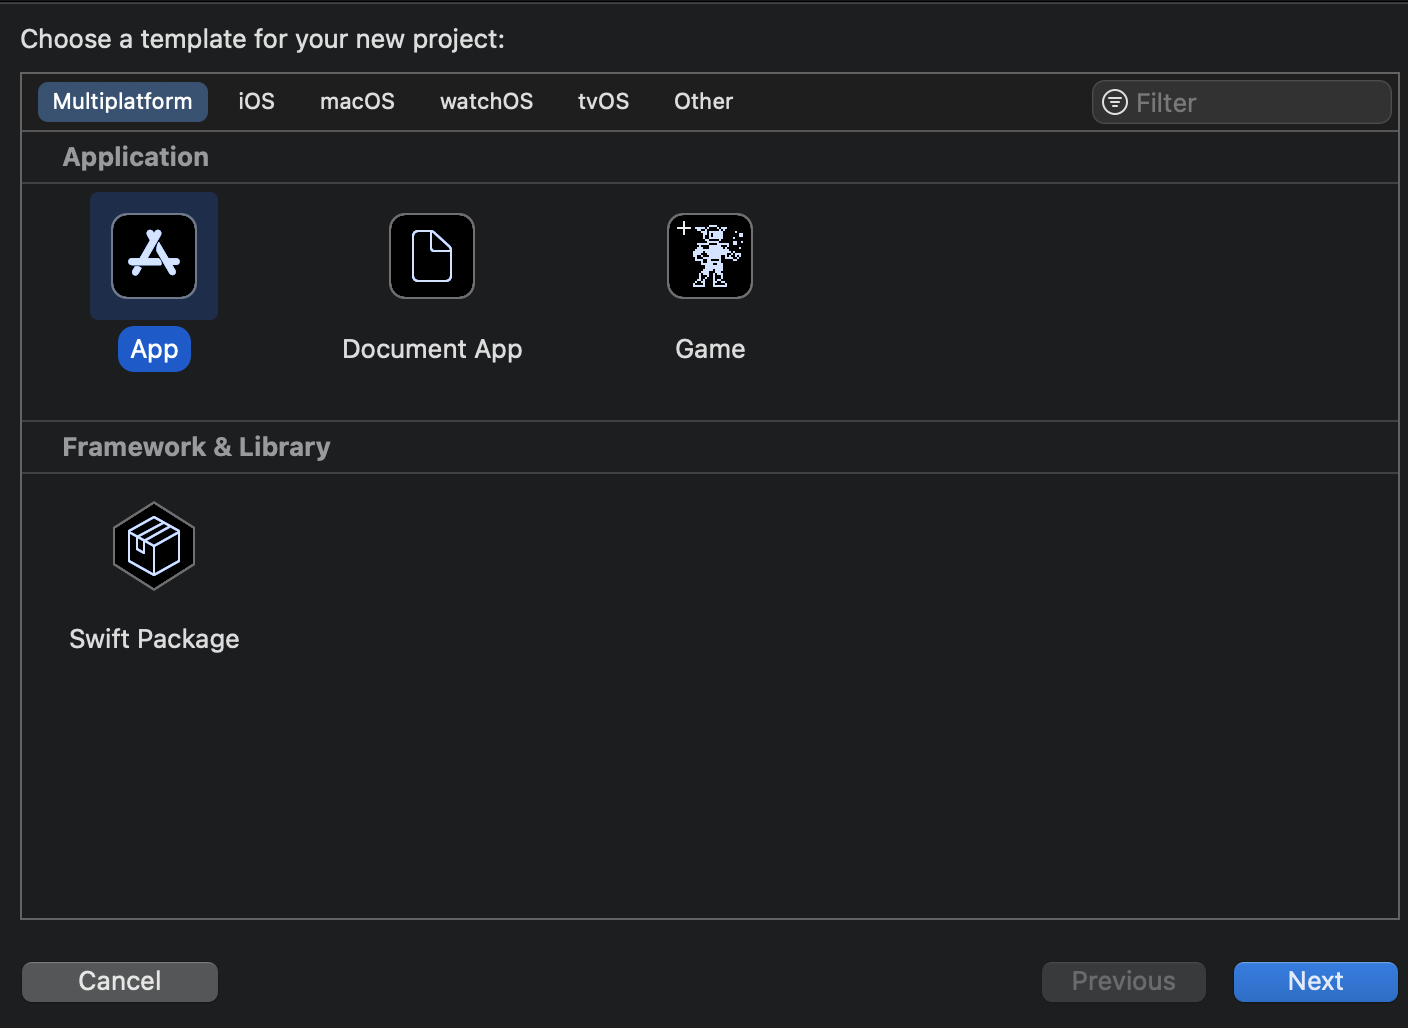 Choose a template for your new project:
Multiplatform iOS macOS watchOS tvOS Other Filter
Application
App Document App Game
Framework & Library
Swift Package
Cancel Previous Next